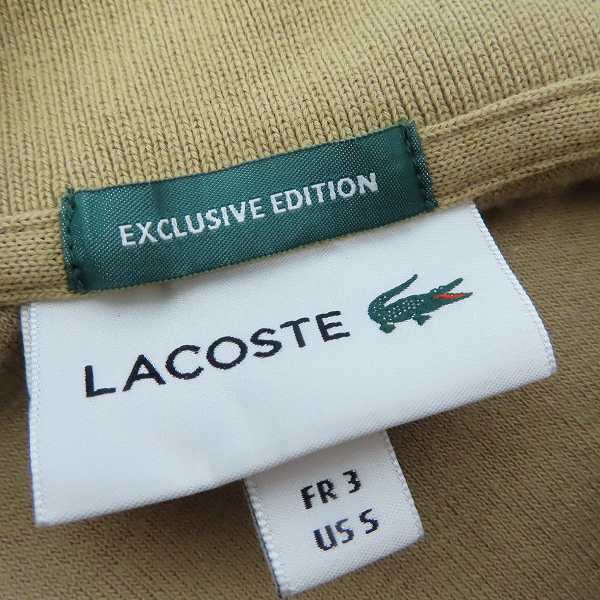 EXCLUSIVE EDITION
LACOSTE
FR 3
US S